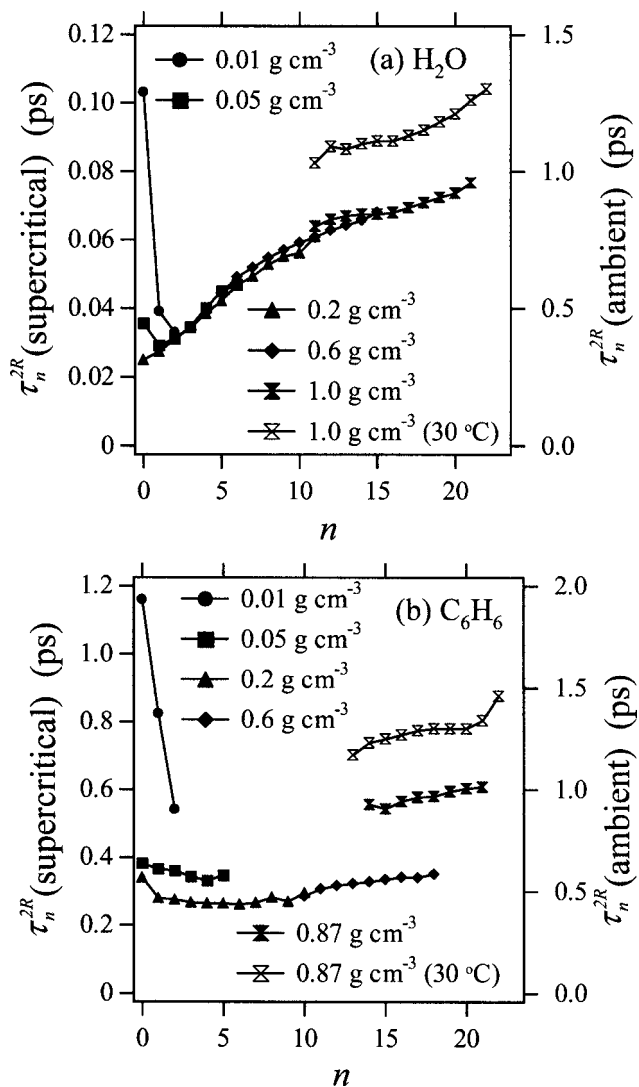 0.12
0.10
0.08
0.06
0.04
0.02
0
τₙ²ᴿ (supercritical) (ps)
0.01 g cm⁻³
0.05 g cm⁻³
(a) H₂O
0.2 g cm⁻³
0.6 g cm⁻³
1.0 g cm⁻³
1.0 g cm⁻³ (30 °C)
1.5
1.0
0.5
0.0
τₙ²ᴿ (ambient) (ps)
0 5 10 15 20
n
1.2
1.0
0.8
0.6
0.4
0.2
0
τₙ²ᴿ (supercritical) (ps)
0.01 g cm⁻³
0.05 g cm⁻³
0.2 g cm⁻³
0.6 g cm⁻³
(b) C₆H₆
0.87 g cm⁻³
0.87 g cm⁻³ (30 °C)
2.0
1.5
1.0
0.5
0.0
τₙ²ᴿ (ambient) (ps)
0 5 10 15 20
n